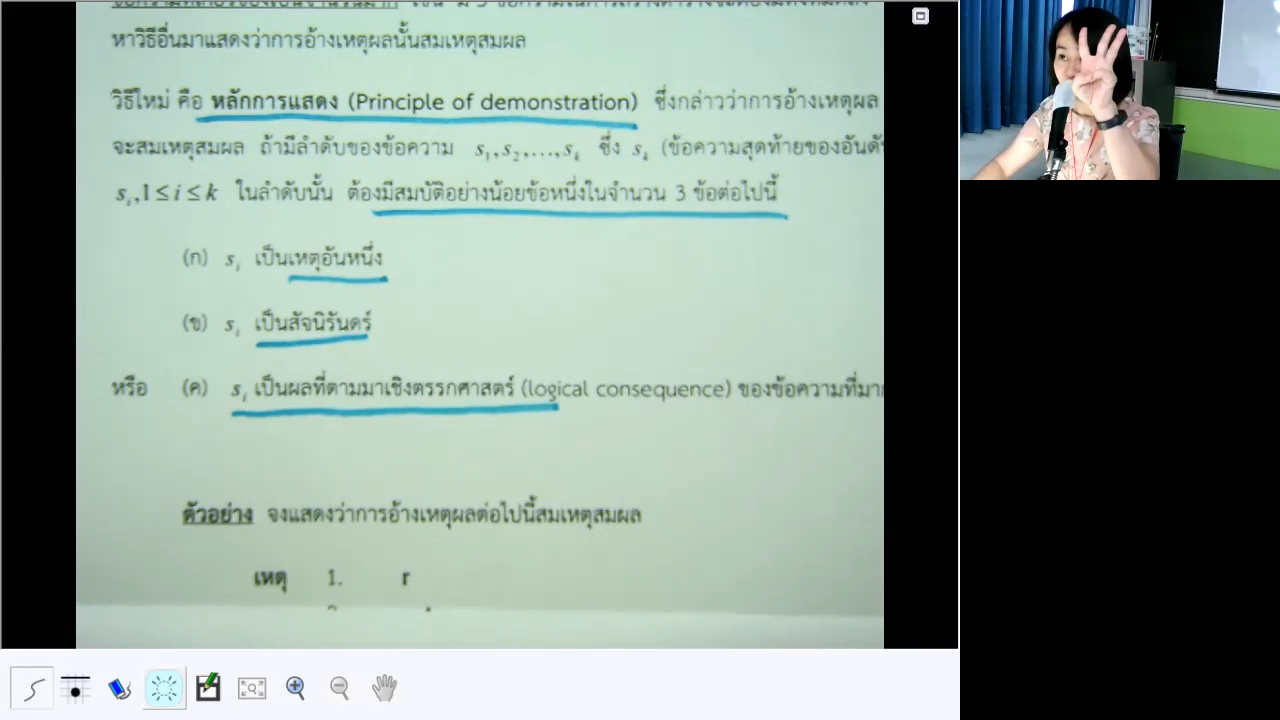 หาวิธีอื่นมาแสดงว่าการอ้างเหตุผลนั้นสมเหตุสมผล
วิธีใหม่ คือ หลักการแสดง (Principle of demonstration) ซึ่งกล่าวว่าการอ้างเหตุผล
จะสมเหตุสมผล ถ้ามีลำดับของข้อความ s₁,s₂,...,sₖ ซึ่ง sₖ (ข้อความสุดท้ายของอันดับ
sᵢ,1≤i≤k ในลำดับนั้น ต้องมีสมบัติอย่างน้อยข้อหนึ่งในจำนวน 3 ข้อต่อไปนี้
(ก) sᵢ เป็นเหตุอันหนึ่ง
(ข) sᵢ เป็นสัจนิรันดร์
หรือ (ค) sᵢ เป็นผลที่ตามมาเชิงตรรกศาสตร์ (logical consequence) ของข้อความที่มา
ตัวอย่าง จงแสดงว่าการอ้างเหตุผลต่อไปนี้สมเหตุสมผล
เหตุ 1. r